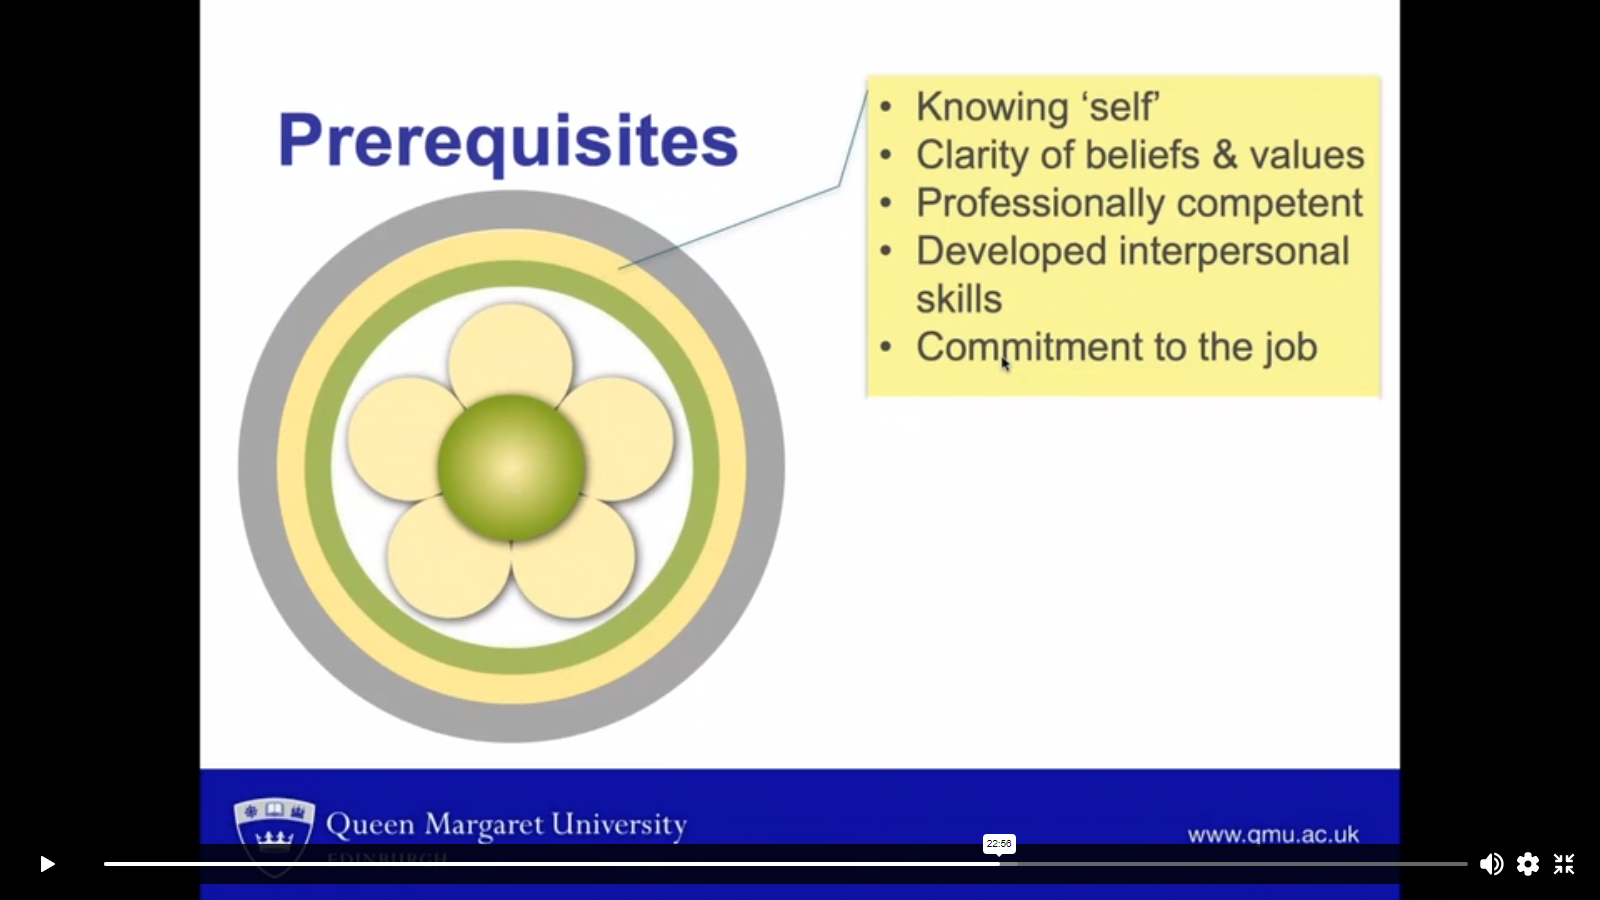 Prerequisites
• Knowing ‘self’
• Clarity of beliefs & values
• Professionally competent
• Developed interpersonal
skills
• Commitment to the job
Queen Margaret University
EDINBURGH
www.qmu.ac.uk
22:56